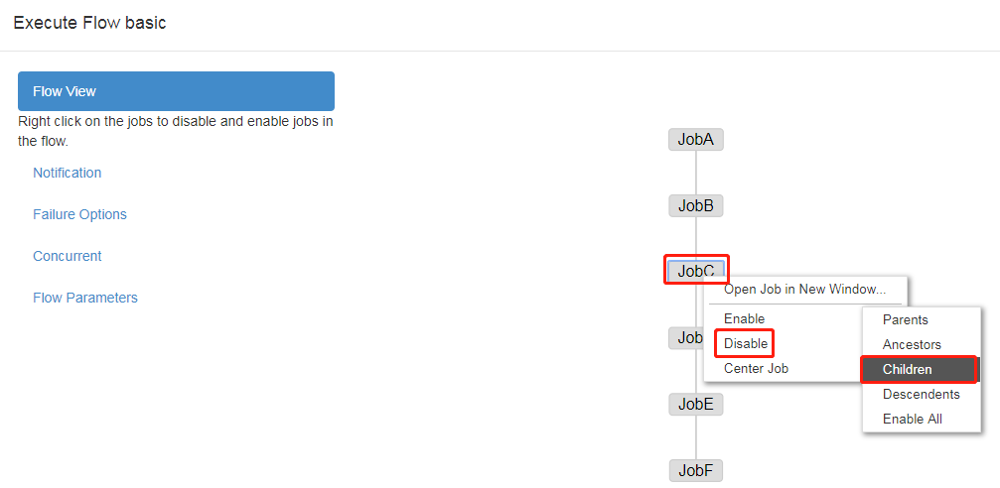 Execute Flow basic
Flow View
Right click on the jobs to disable and enable jobs in
the flow.
Notification
Failure Options
Concurrent
Flow Parameters
JobA
JobB
JobC
Open Job in New Window...
Enable
Disable
Center Job
Parents
Ancestors
Children
Descendents
Enable All
Job
JobE
JobF